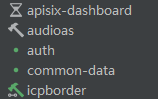 apisix-dashboard
audioas
auth
common-data
icpborder